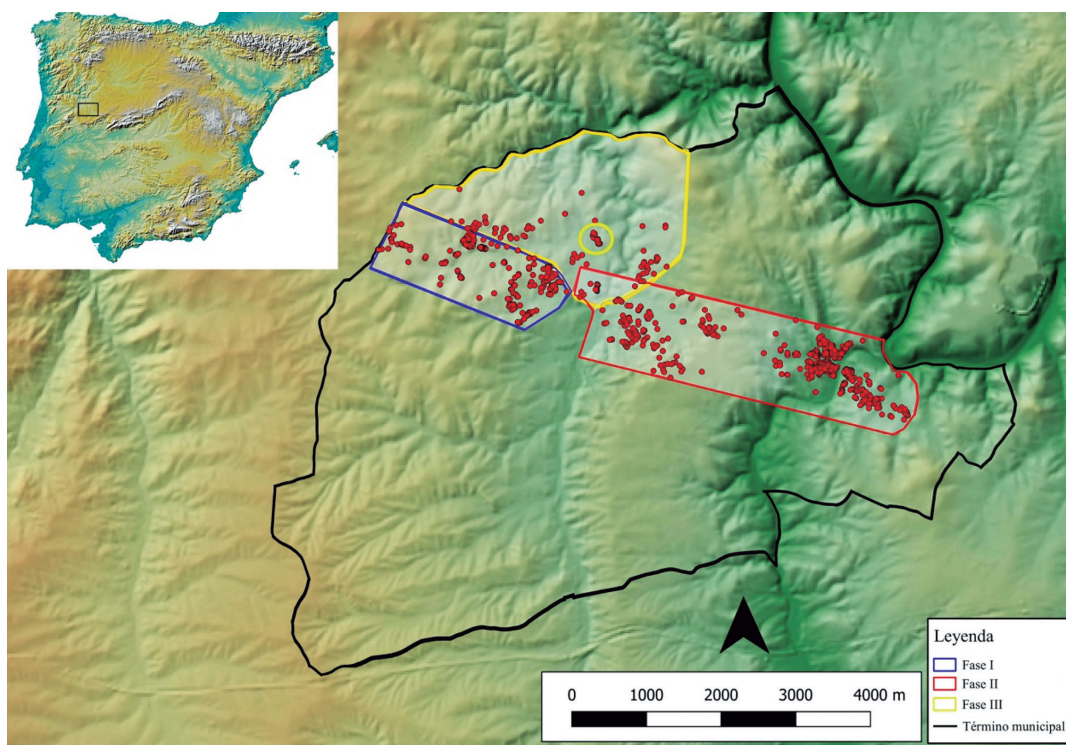 0 1000 2000 3000 4000 m
Leyenda
Fase I
Fase II
Fase III
Término municipal